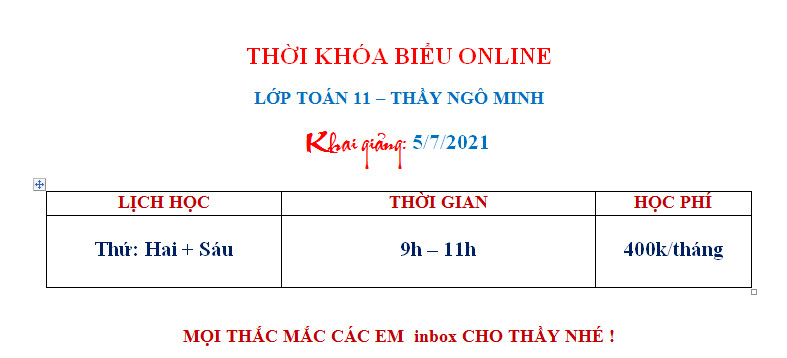 THỜI KHÓA BIỂU ONLINE
LỚP TOÁN 11 – THẦY NGÔ MINH
Khai giảng: 5/7/2021
LỊCH HỌC THỜI GIAN HỌC PHÍ
Thứ: Hai + Sáu 9h – 11h 400k/tháng
MỌI THẮC MẮC CÁC EM inbox CHO THẦY NHÉ !